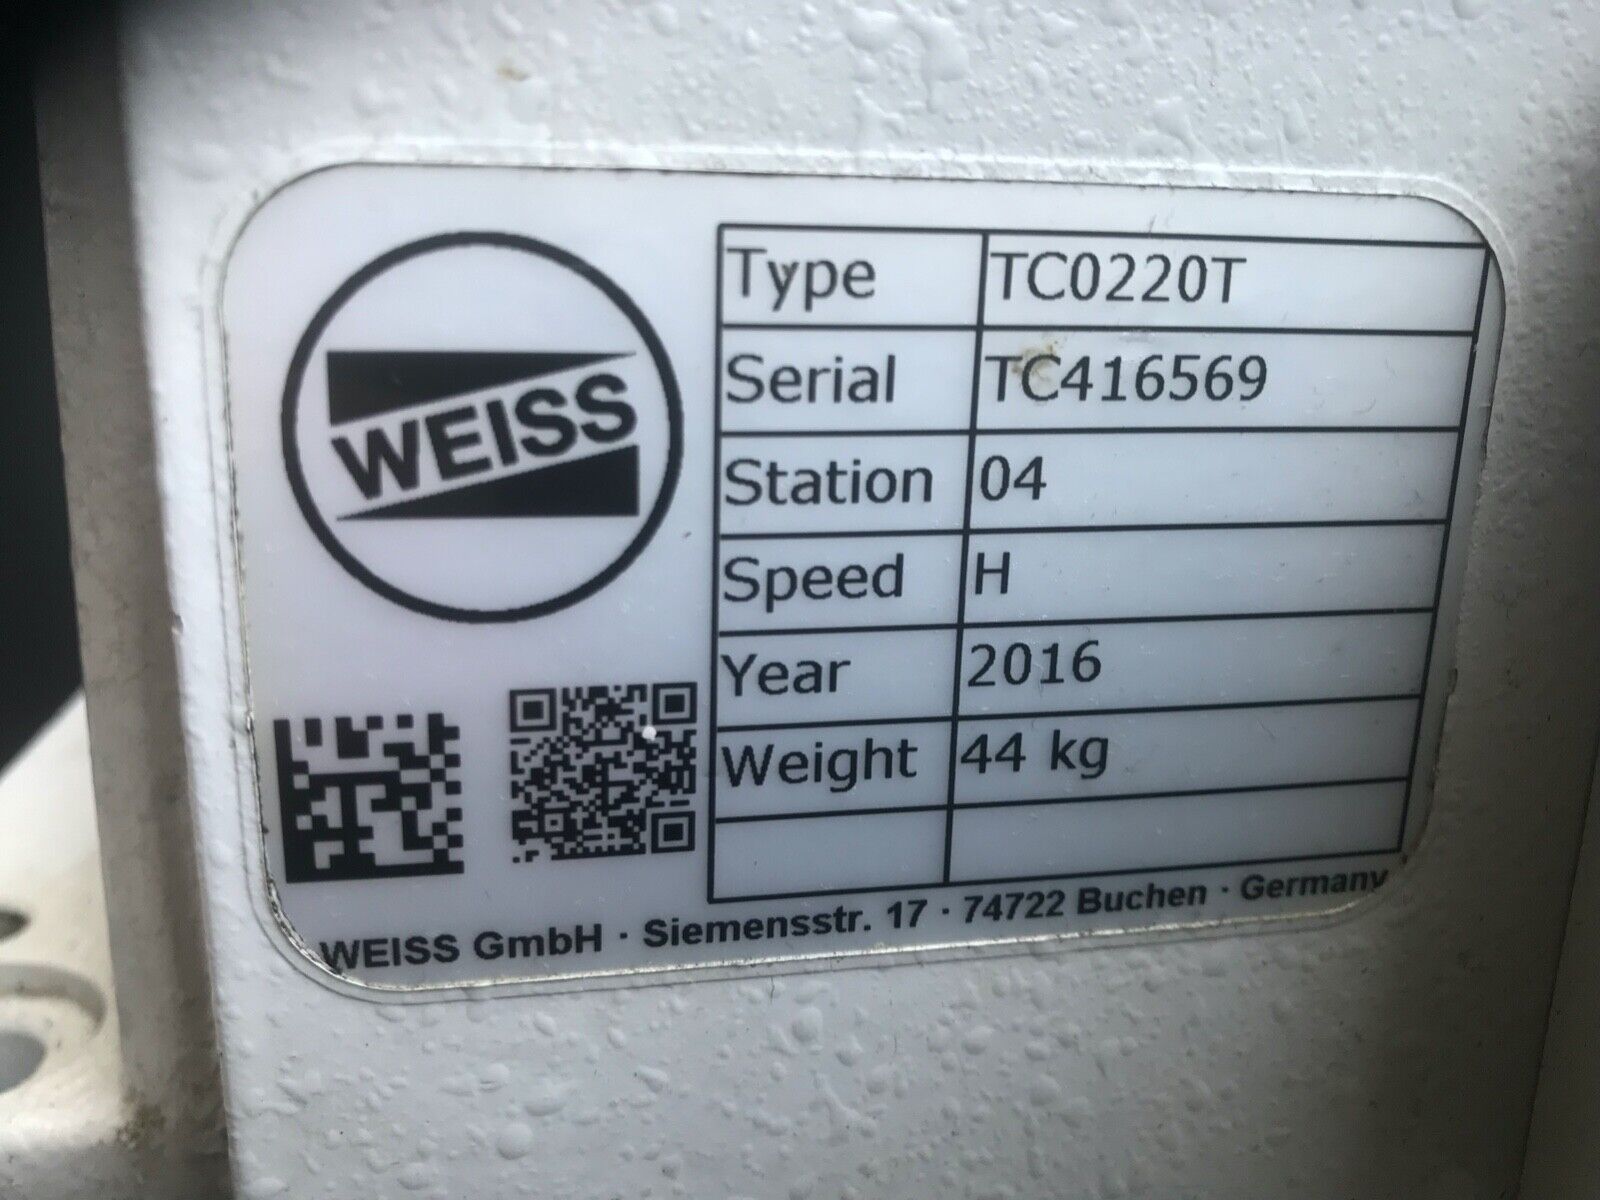 WEISS
Type TC0220T
Serial TC416569
Station 04
Speed H
Year 2016
Weight 44 kg
WEISS GmbH · Siemensstr. 17 · 74722 Buchen · Germany